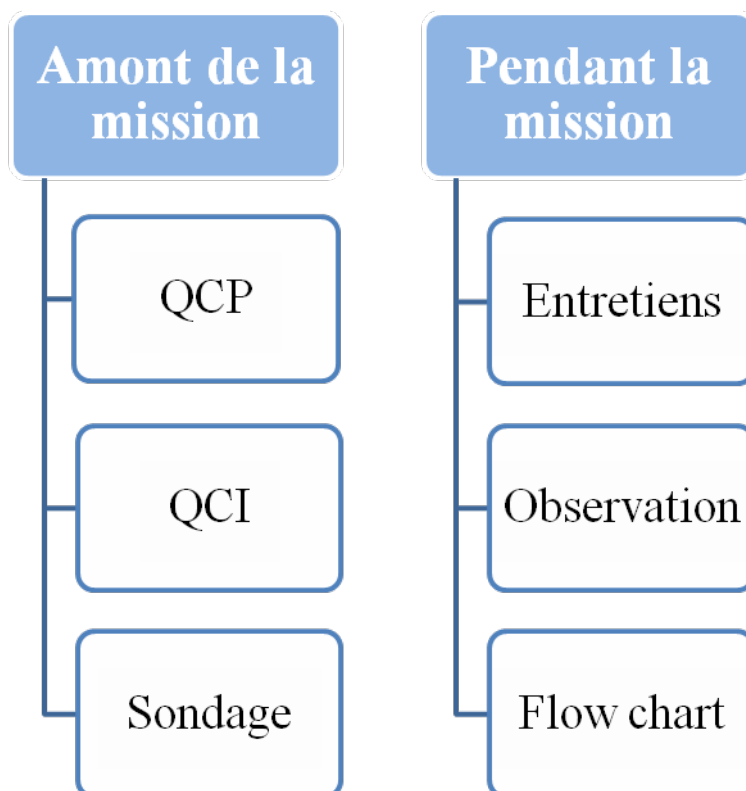 Amont de la
mission
QCP
QCI
Sondage
Pendant la
mission
Entretiens
Observation
Flow chart